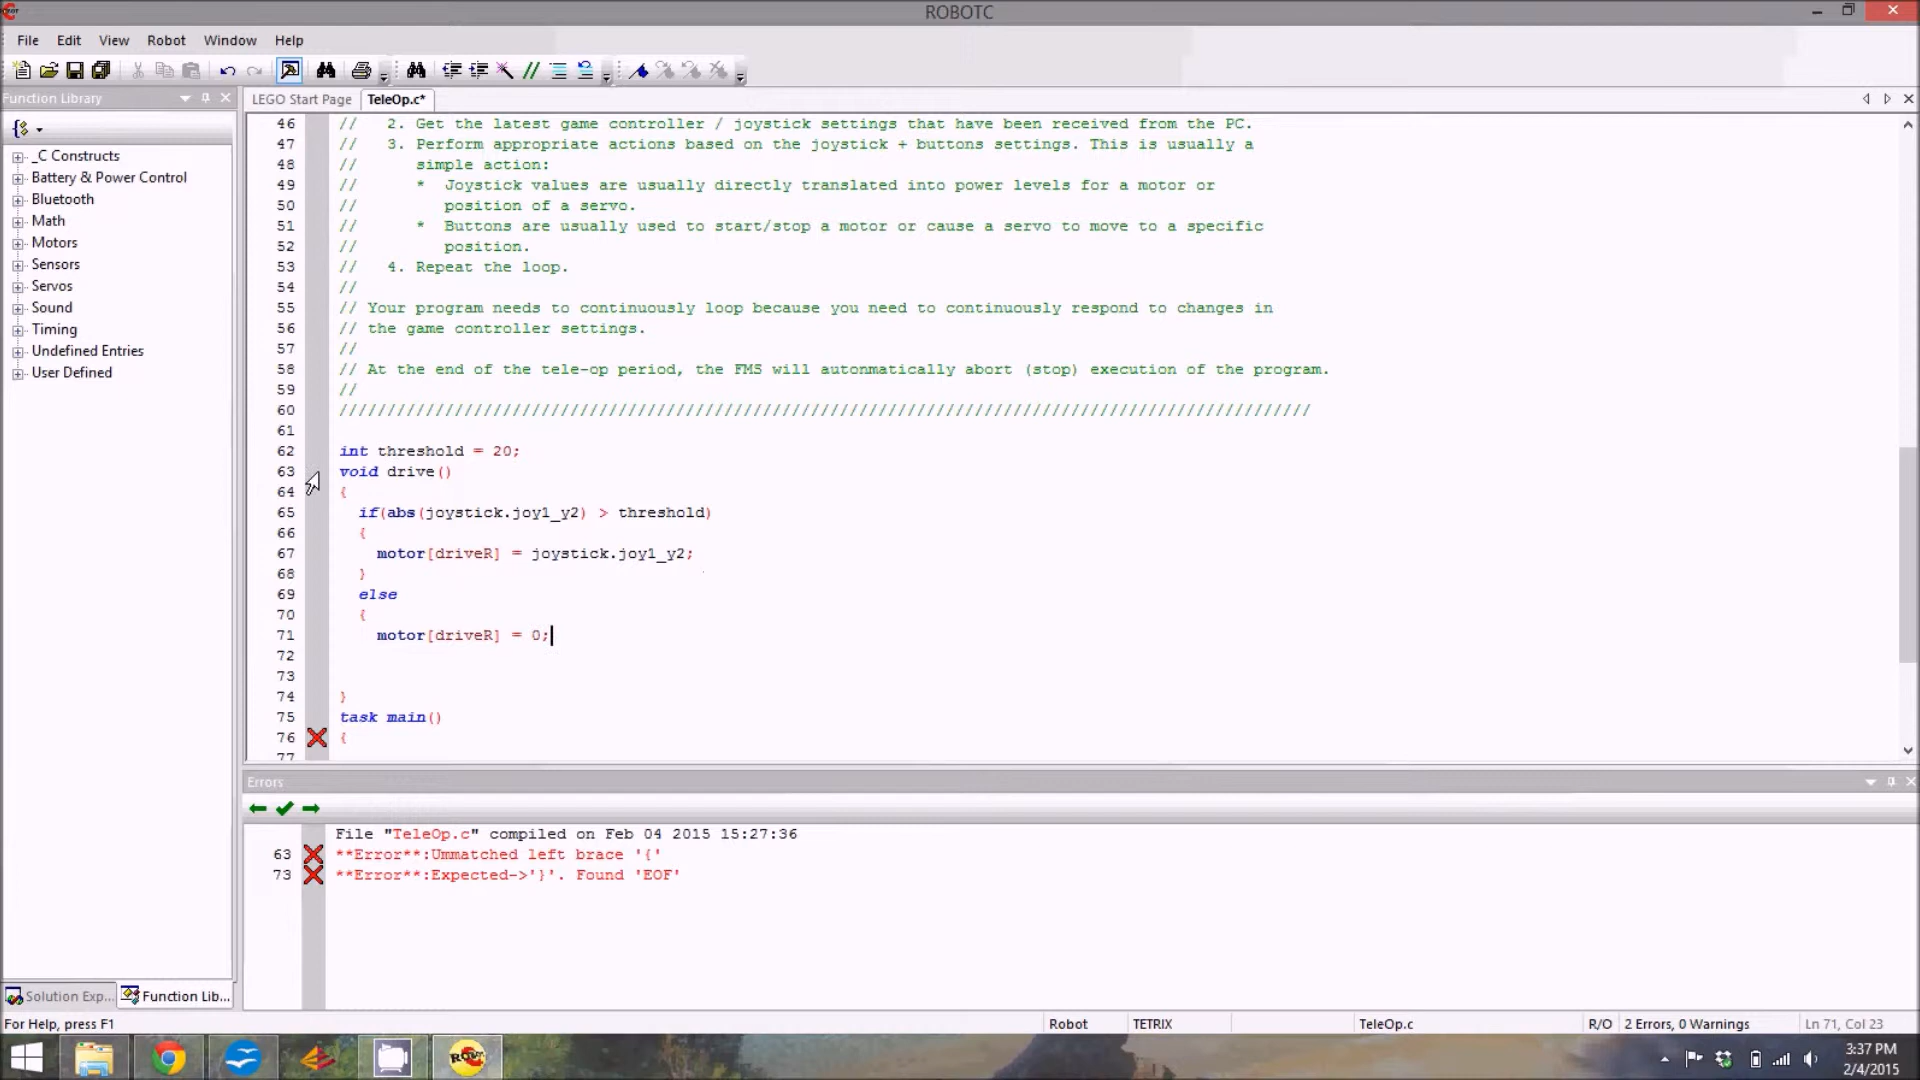 ROBOTC
File Edit View Robot Window Help
Function Library
LEGO Start Page TeleOp.c*
_C Constructs
Battery & Power Control
Bluetooth
Math
Motors
Sensors
Servos
Sound
Timing
Undefined Entries
User Defined
46 // 2. Get the latest game controller / joystick settings that have been received from the PC.
47 // 3. Perform appropriate actions based on the joystick + buttons settings. This is usually a
48 // simple action:
49 // * Joystick values are usually directly translated into power levels for a motor or
50 // position of a servo.
51 // * Buttons are usually used to start/stop a motor or cause a servo to move to a specific
52 // position.
53 // 4. Repeat the loop.
54 //
55 // Your program needs to continuously loop because you need to continuously respond to changes in
56 // the game controller settings.
57 //
58 // At the end of the tele-op period, the FMS will autonmatically abort (stop) execution of the program.
59 //
60 /////////////////////////////////////////////////////////////////////////////////////////////////////
61
62 int threshold = 20;
63 void drive()
64 {
65 if(abs(joystick.joy1_y2) > threshold)
66 {
67 motor[driveR] = joystick.joy1_y2;
68 }
69 else
70 {
71 motor[driveR] = 0;
72
73
74 }
75 task main()
76 {
77
Errors
File "TeleOp.c" compiled on Feb 04 2015 15:27:36
63 **Error**:Ummatched left brace '{'
73 **Error**:Expected->'}'. Found 'EOF'
Solution Exp... Function Lib...
For Help, press F1 Robot TETRIX TeleOp.c R/O 2 Errors, 0 Warnings Ln 71, Col 23
3:37 PM
2/4/2015